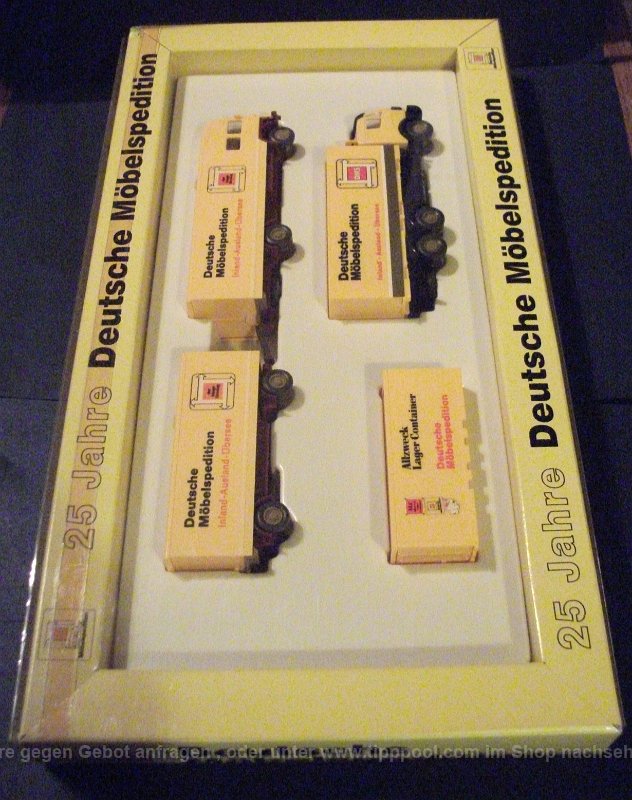 25 Jahre Deutsche Möbelspedition
Deutsche
Möbelspedition
Inland-Ausland-Übersee
Deutsche
Möbelspedition
Inland-Ausland-Übersee
Deutsche
Möbelspedition
Inland-Ausland-Übersee
Allzweck
Lager Container
Deutsche
Möbelspedition
25 Jahre Deutsche Möbelspedition
re gegen Gebot anfragen, oder unter www.tipppool.com im Shop nachseh